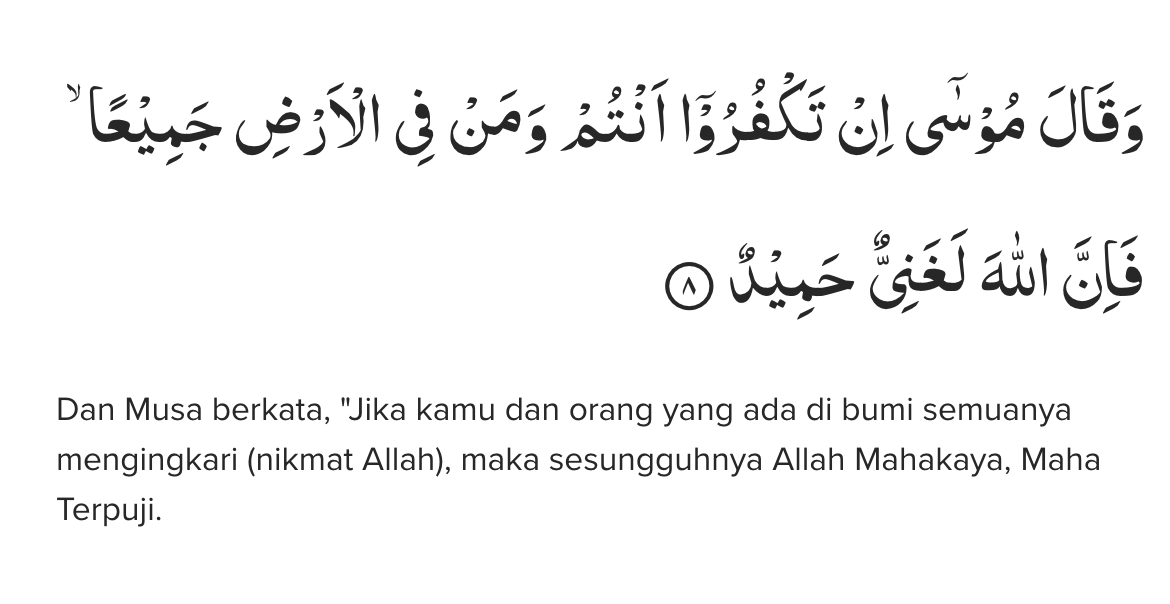 وَقَالَ مُوْسٰٓى اِنْ تَكْفُرُوْٓا اَنْتُمْ وَمَنْ فِى الْاَرْضِ جَمِيْعًا ۙ
فَاِنَّ اللّٰهَ لَغَنِيٌّ حَمِيْدٌ ٨
Dan Musa berkata, "Jika kamu dan orang yang ada di bumi semuanya
mengingkari (nikmat Allah), maka sesungguhnya Allah Mahakaya, Maha
Terpuji.